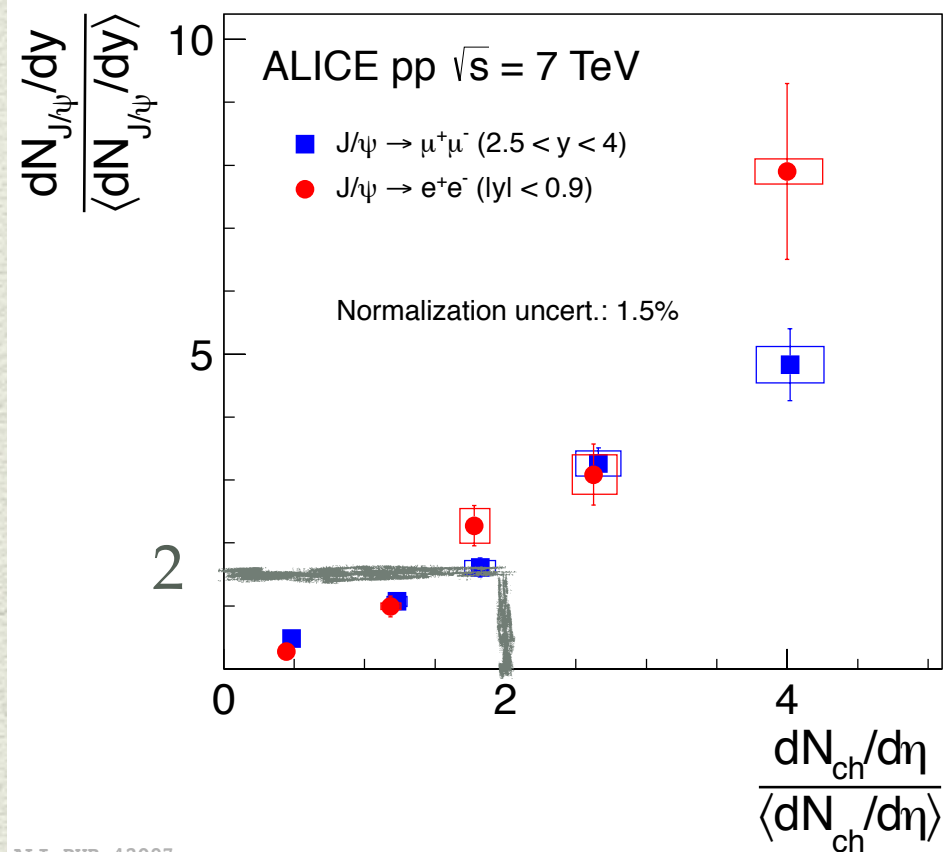 dN_J/ψ/dy
⟨dN_J/ψ/dy⟩
10
ALICE pp √s = 7 TeV
J/ψ → μ⁺μ⁻ (2.5 < y < 4)
J/ψ → e⁺e⁻ (|y| < 0.9)
Normalization uncert.: 1.5%
5
2
0 2 4
dN_ch/dη
⟨dN_ch/dη⟩